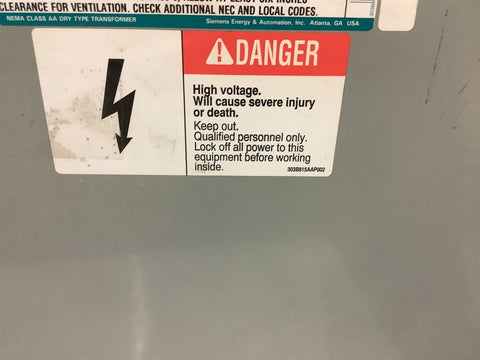 CLEARANCE FOR VENTILATION. CHECK ADDITIONAL NEC AND LOCAL CODES.
NEMA CLASS AA DRY TYPE TRANSFORMER Siemens Energy & Automation, Inc. Atlanta, GA USA
DANGER
High voltage.
Will cause severe injury
or death.
Keep out.
Qualified personnel only.
Lock off all power to this
equipment before working
inside.
303B815AAP002